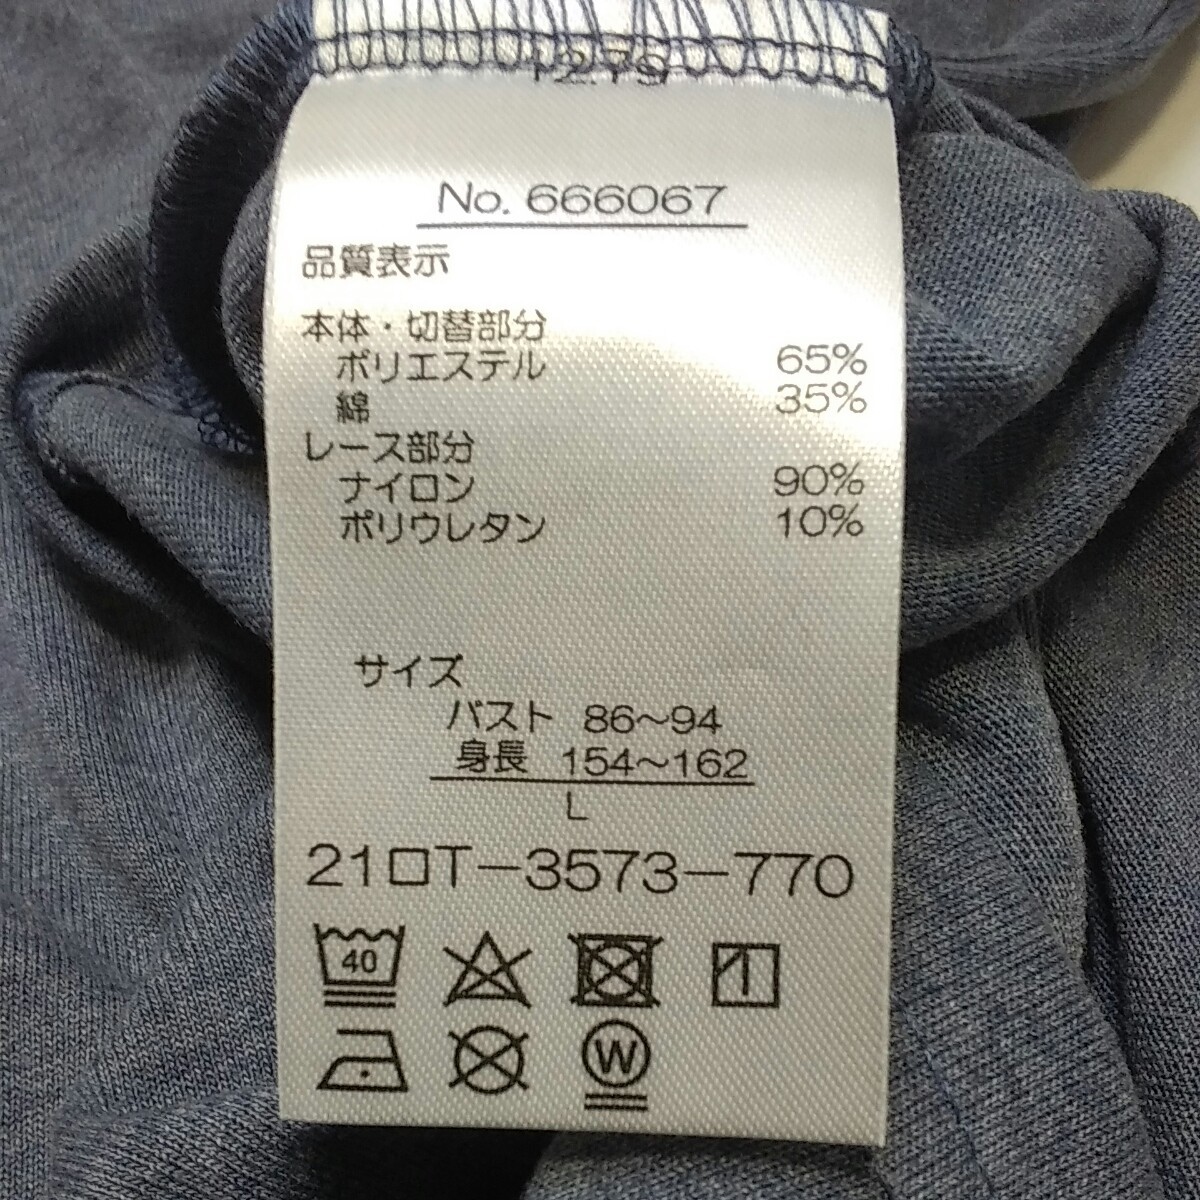 1279
No. 666067
品質表示
本体・切替部分
ポリエステル 65%
綿 35%
レース部分
ナイロン 90%
ポリウレタン 10%
サイズ
バスト 86〜94
身長 154〜162
L
21ロT-3573-770
40
W